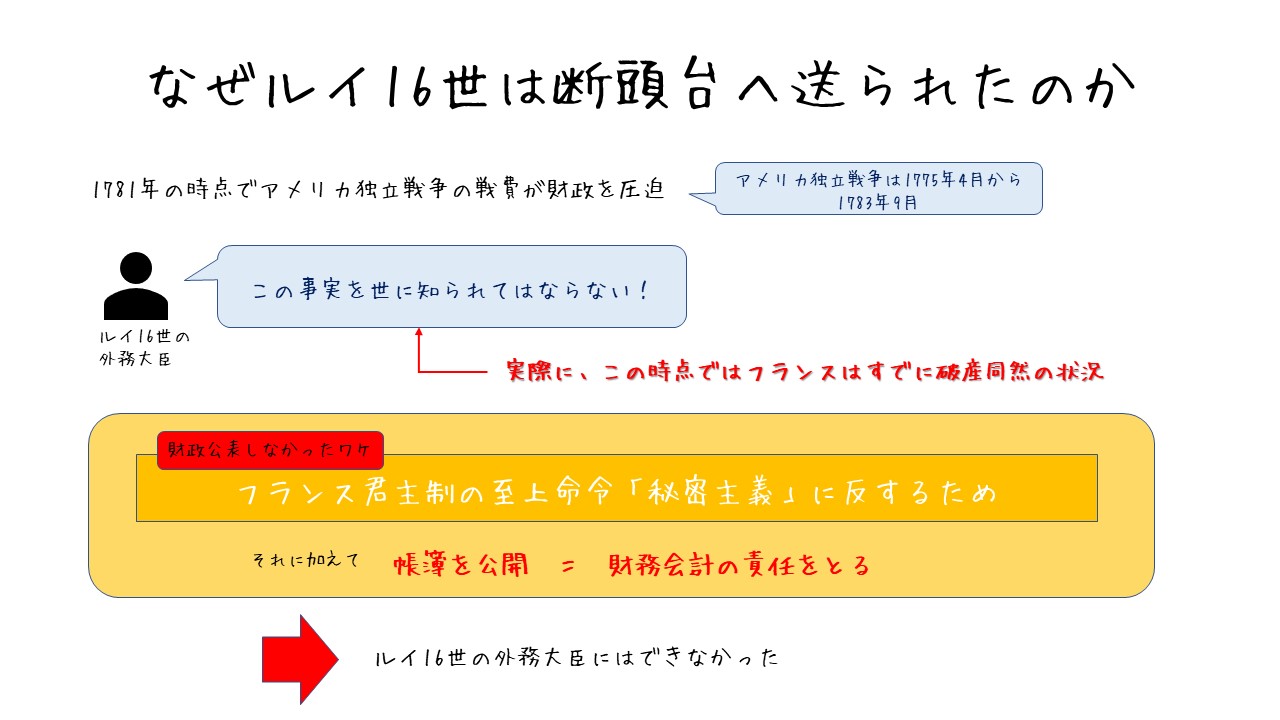 なぜルイ16世は断頭台へ送られたのか
1781年の時点でアメリカ独立戦争の戦費が財政を圧迫
アメリカ独立戦争は1775年4月から
1783年9月
この事実を世に知られてはならない！
ルイ16世の
外務大臣
実際に、この時点ではフランスはすでに破産同然の状況
財政公表しなかったワケ
フランス君主制の至上命令「秘密主義」に反するため
それに加えて
帳簿を公開 = 財務会計の責任をとる
ルイ16世の外務大臣にはできなかった